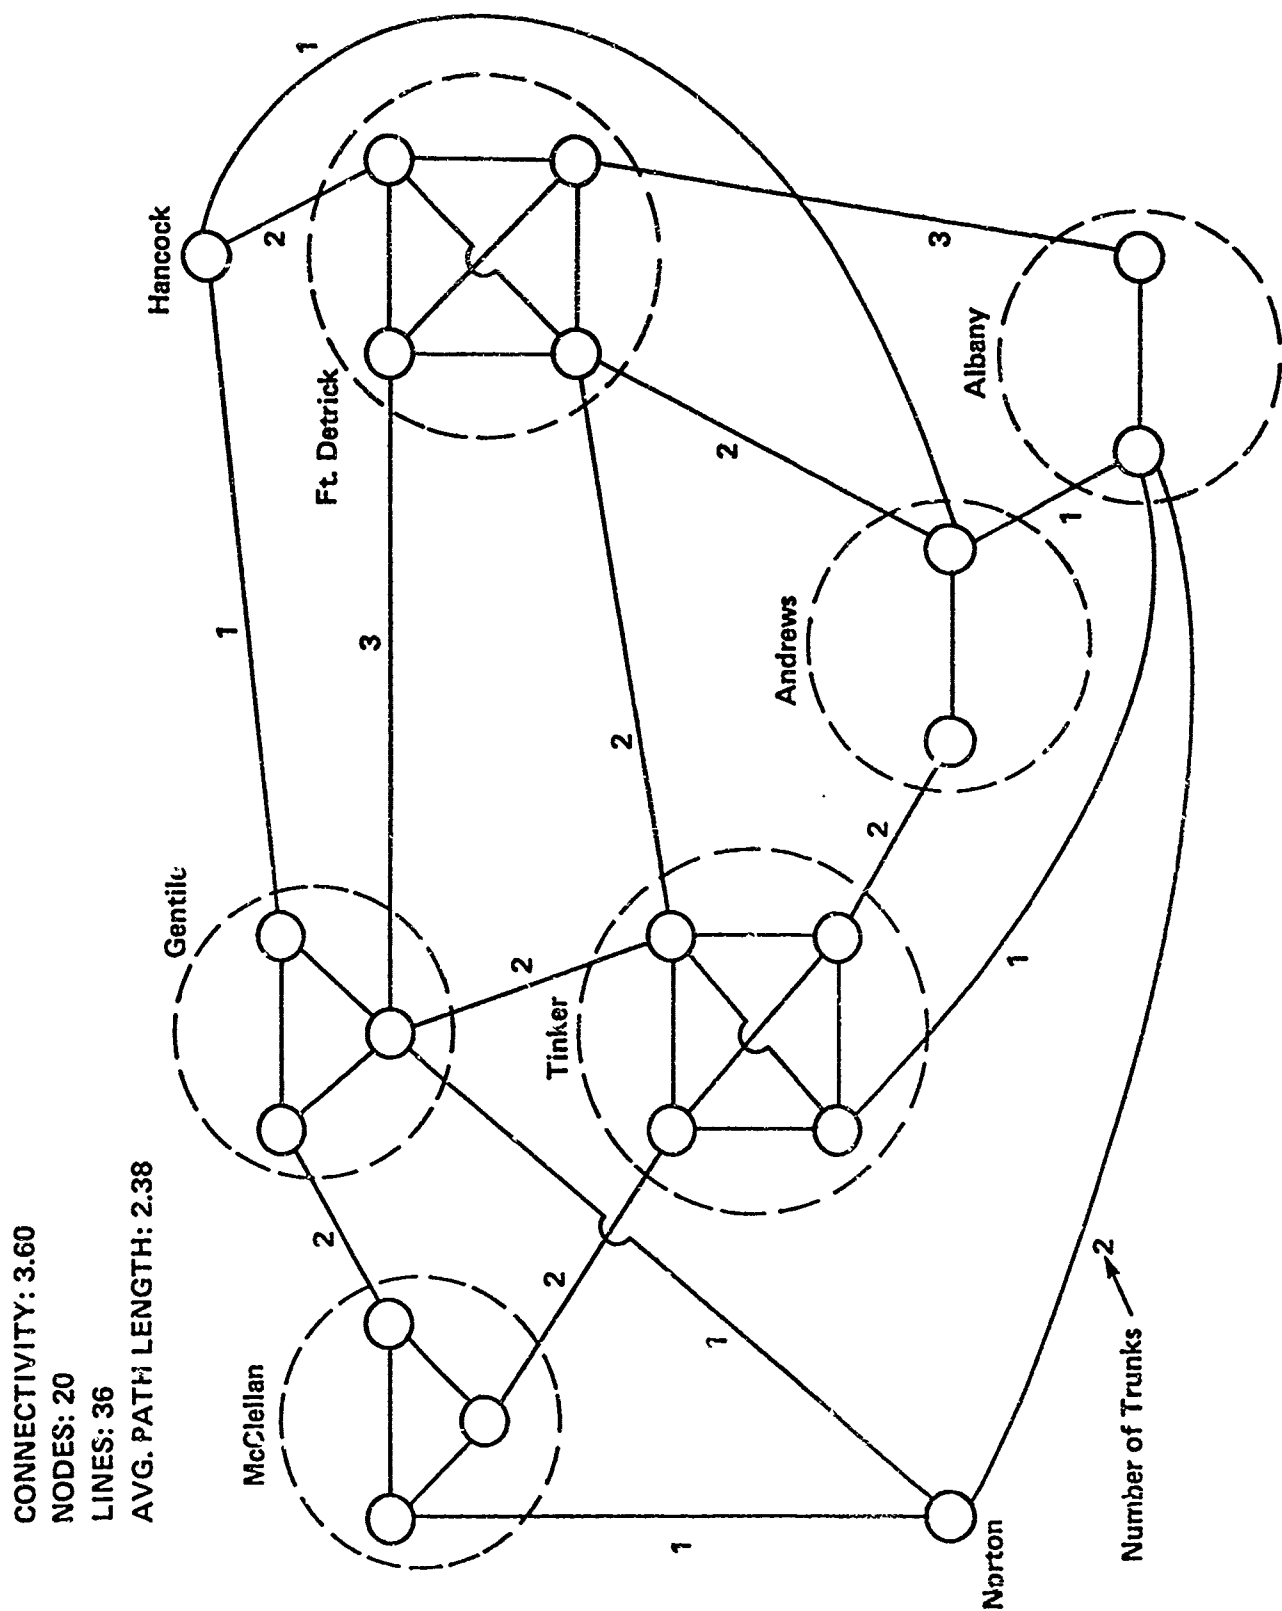 CONNECTIVITY: 3.60
NODES: 20
LINES: 36
AVG. PATH LENGTH: 2.38
Hancock
Gentile
1
McClellan
2
1
2
Ft. Detrick
3
2
2
Tinker
2
1
1
2
Andrews
2
3
Albany
Norton
1
1
2
Number of Trunks